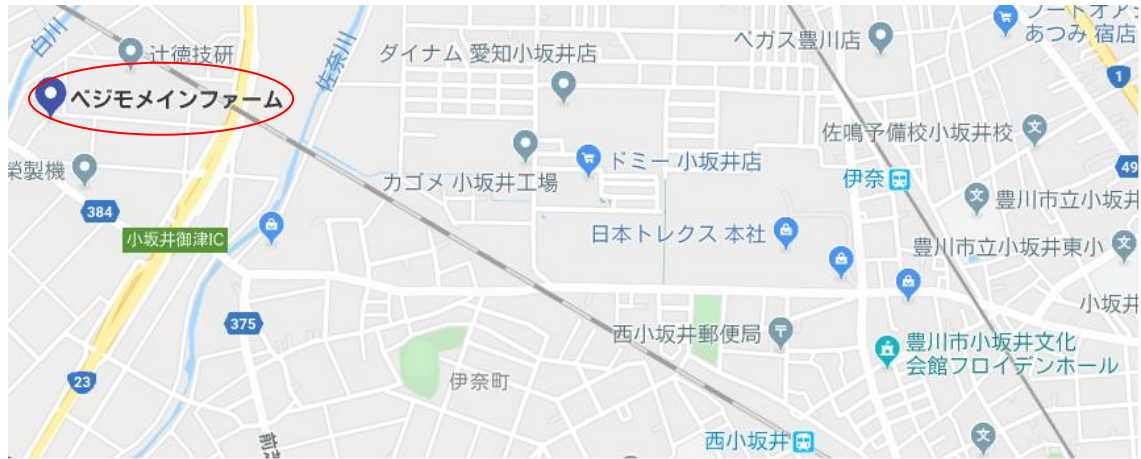 フードオアシス
あつみ 宿店
白川
辻徳技研
佐奈川
ダイナム 愛知小坂井店
ベガス豊川店
1
ベジモメインファーム
佐鳴予備校小坂井校
榮製機
カゴメ 小坂井工場
ドミー 小坂井店
伊奈
49
豊川市立小坂井
384
小坂井御津IC
日本トレクス 本社
豊川市立小坂井東小
小坂井
375
西小坂井郵便局
豊川市小坂井文化
会館フロイデンホール
23
伊奈町
西小坂井